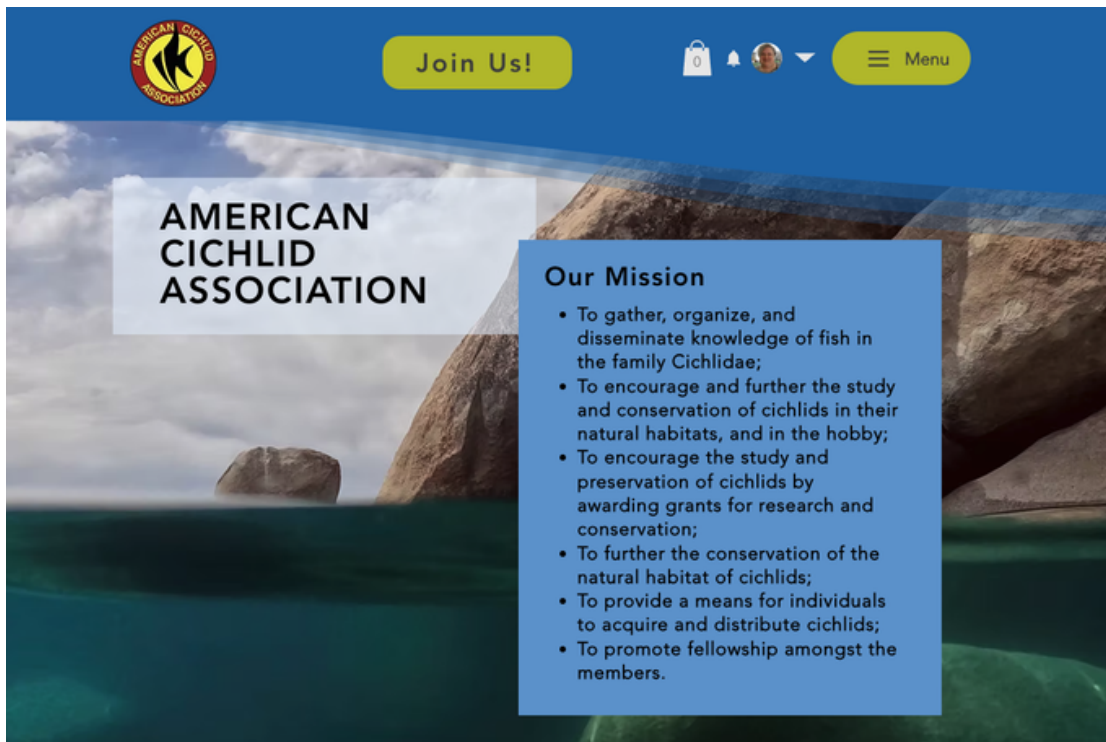 AMERICAN CICHLID
ASSOCIATION
Join Us!
0
Menu
AMERICAN
CICHLID
ASSOCIATION
Our Mission
• To gather, organize, and
disseminate knowledge of fish in
the family Cichlidae;
• To encourage and further the study
and conservation of cichlids in their
natural habitats, and in the hobby;
• To encourage the study and
preservation of cichlids by
awarding grants for research and
conservation;
• To further the conservation of the
natural habitat of cichlids;
• To provide a means for individuals
to acquire and distribute cichlids;
• To promote fellowship amongst the
members.